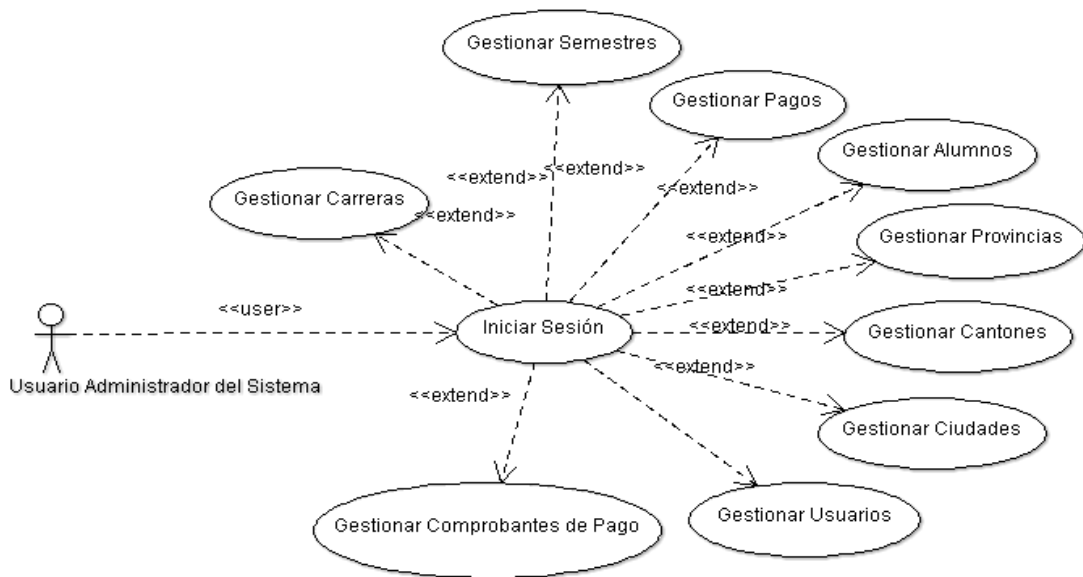 Gestionar Semestres
Gestionar Pagos
Gestionar Alumnos
<<extend>>
<<extend>>
<<extend>>
Gestionar Carreras
<<extend>>
Gestionar Provincias
<<extend>>
<<extend>>
<<user>>
Iniciar Sesión
<<extend>>
Gestionar Cantones
<<extend>>
Usuario Administrador del Sistema
<<extend>>
Gestionar Ciudades
Gestionar Comprobantes de Pago
Gestionar Usuarios